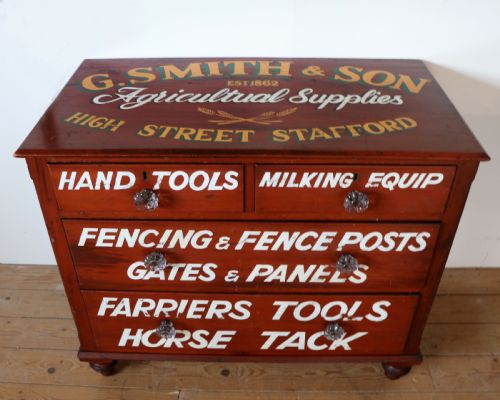 G. SMITH & SON
EST. 1862
Agricultural Supplies
HIGH STREET STAFFORD
HAND TOOLS
MILKING EQUIP
FENCING & FENCE POSTS
GATES & PANELS
FARRIERS TOOLS
HORSE TACK